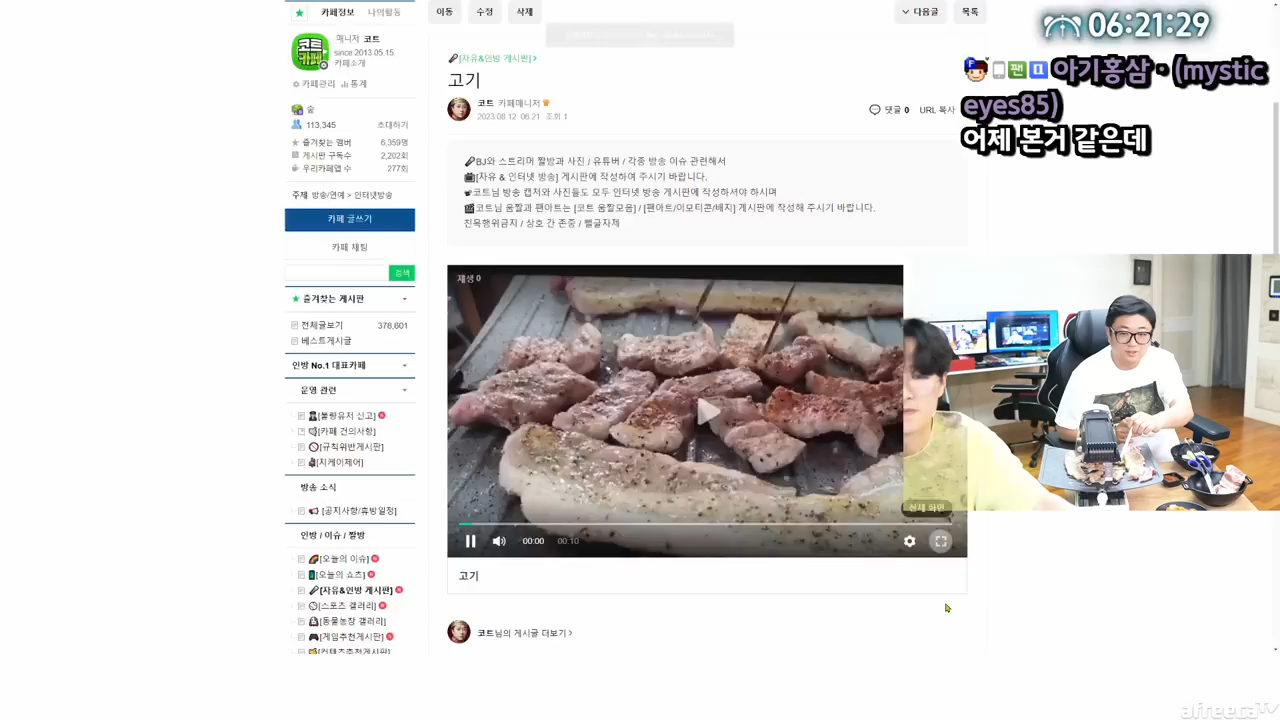 카페정보
나의활동
매니저 코트
since 2013.05.15
카페소개
카페관리
통계
숲
113,345
초대하기
즐겨찾는 멤버
6,359명
게시판 구독수
2,202회
우리카페앱 수
277회
주제 방송/연예 > 인터넷방송
카페 글쓰기
카페 채팅
검색
즐겨찾는 게시판
전체글보기
378,601
베스트게시글
인방 No.1 대표카페
운영 관련
[불량유저 신고]
[카페 건의사항]
[규칙위반게시판]
[지케이제어]
방송 소식
[공지사항/휴방일정]
인방 / 이슈 / 짤방
[오늘의 이슈]
[오늘의 쇼츠]
[자유&인방 게시판]
[스포츠 갤러리]
[동물농장 갤러리]
[게임추천게시판]
[컨텐츠추천게시판]
이동
수정
삭제
다음글
목록
[자유&인방 게시판]>
고기
코트 카페매니저
2023.08.12 06:21 조회 1
댓글 0
URL 복사
BJ와 스트리머 짤방과 사진 / 유튜버 / 각종 방송 이슈 관련해서
[자유 & 인터넷 방송] 게시판에 작성하여 주시기 바랍니다.
코트님 방송 캡처와 사진들도 모두 인터넷 방송 게시판에 작성하셔야 하시며
코트님 움짤과 팬아트는 [코트 움짤모음] / [팬아트/이모티콘/배지] 게시판에 작성해 주시기 바랍니다.
친목행위금지 / 상호 간 존중 / 뻘글자제
재생 0
00:00
00:10
전체 화면
고기
코트님의 게시글 더보기 >
06:21:29
F
팬
아기홍삼 · (mystic
eyes85)
어제 본거 같은데
afreecaTV